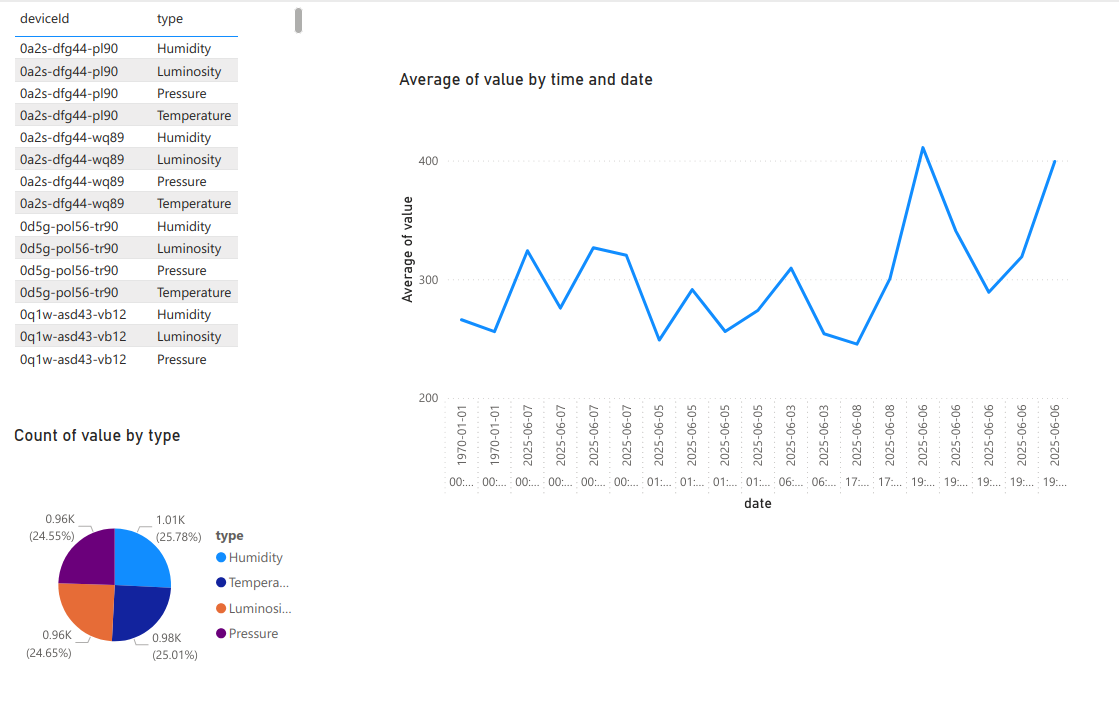 deviceId type
0a2s-dfg44-pl90 Humidity
0a2s-dfg44-pl90 Luminosity
0a2s-dfg44-pl90 Pressure
0a2s-dfg44-pl90 Temperature
0a2s-dfg44-wq89 Humidity
0a2s-dfg44-wq89 Luminosity
0a2s-dfg44-wq89 Pressure
0a2s-dfg44-wq89 Temperature
0d5g-pol56-tr90 Humidity
0d5g-pol56-tr90 Luminosity
0d5g-pol56-tr90 Pressure
0d5g-pol56-tr90 Temperature
0q1w-asd43-vb12 Humidity
0q1w-asd43-vb12 Luminosity
0q1w-asd43-vb12 Pressure
Count of value by type
0.96K
(24.55%)
1.01K
(25.78%)
0.96K
(24.65%)
0.98K
(25.01%)
type
Humidity
Tempera...
Luminosi...
Pressure
Average of value by time and date
Average of value
400
300
200
1970-01-01
1970-01-01
2025-06-07
2025-06-07
2025-06-07
2025-06-07
2025-06-05
2025-06-05
2025-06-05
2025-06-05
2025-06-03
2025-06-03
2025-06-08
2025-06-08
2025-06-06
2025-06-06
2025-06-06
2025-06-06
2025-06-06
00:... 00:... 00:... 00:... 00:... 00:... 01:... 01:... 01:... 01:... 06:... 06:... 17:... 17:... 19:... 19:... 19:... 19:... 19:...
date